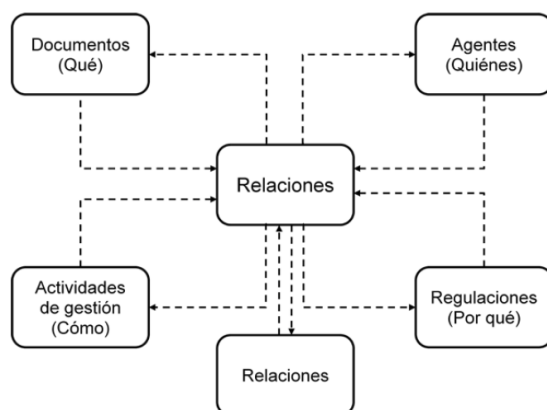 Documentos
(Qué)
Agentes
(Quiénes)
Relaciones
Actividades
de gestión
(Cómo)
Regulaciones
(Por qué)
Relaciones